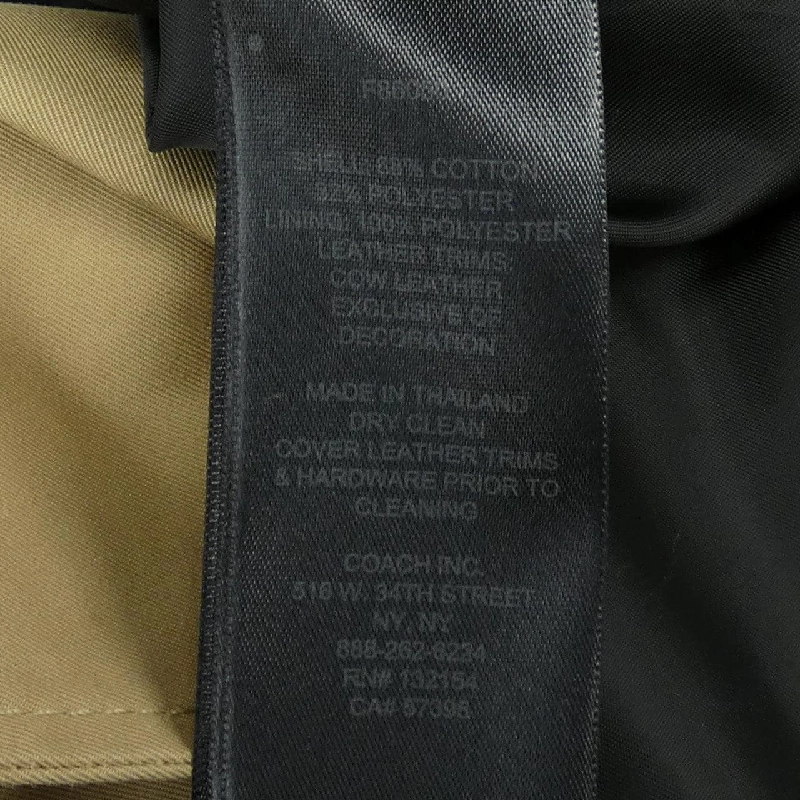 SHELL: 68% COTTON
32% POLYESTER
LINING: 100% POLYESTER
LEATHER TRIMS:
COW LEATHER
EXCLUSIVE OF
DECORATION
MADE IN THAILAND
DRY CLEAN
COVER LEATHER TRIMS
& HARDWARE PRIOR TO
CLEANING
COACH INC.
516 W. 34TH STREET
NY, NY
888-262-6224
RN# 132164
CA# 57395